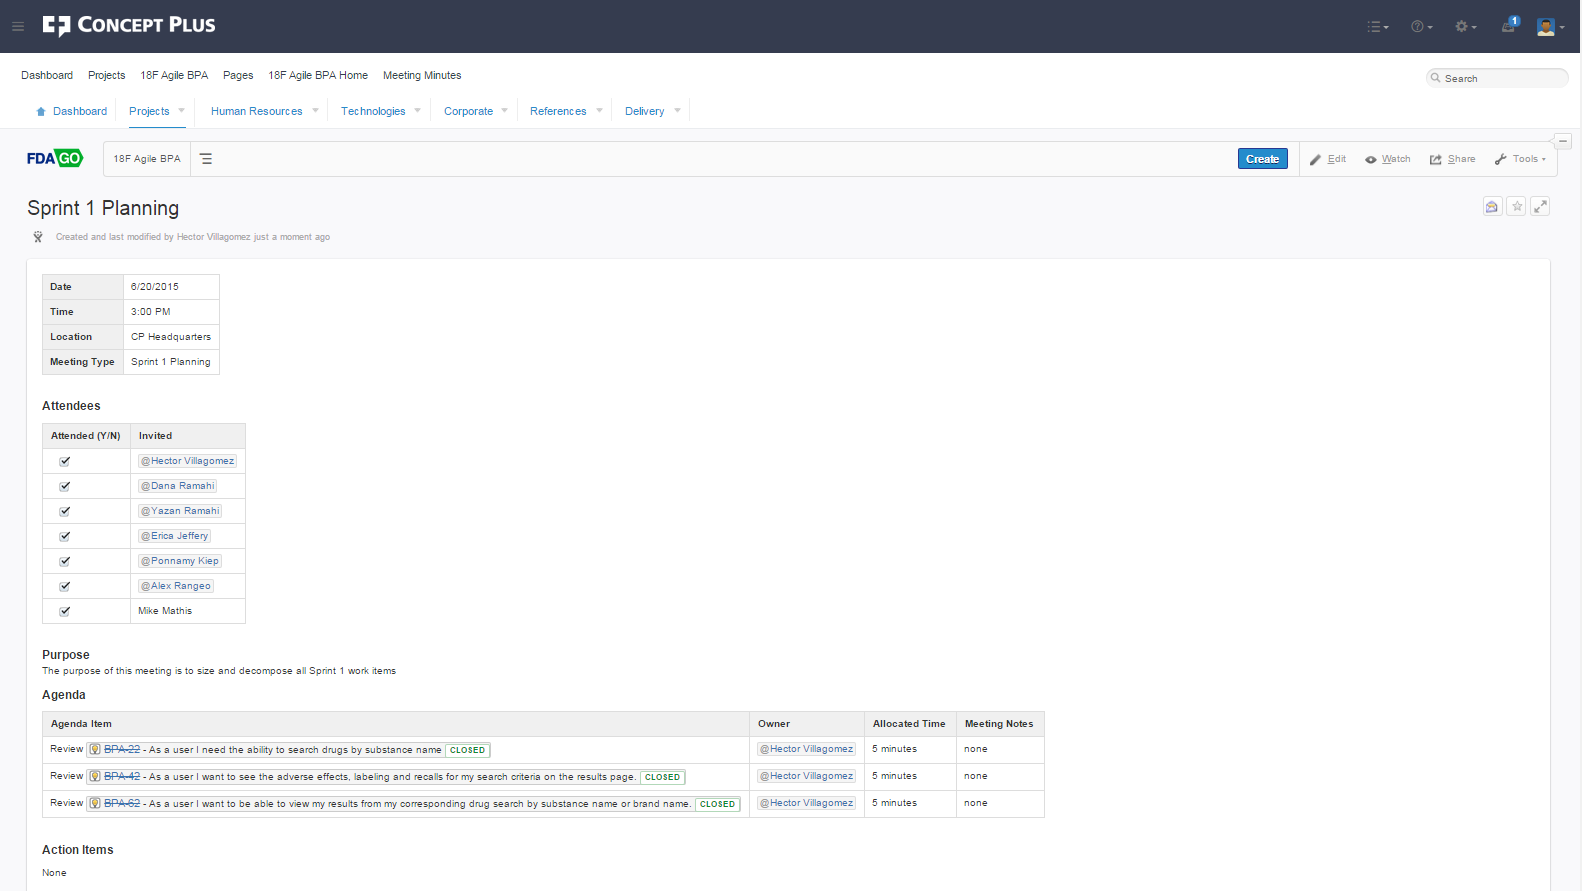 CONCEPT PLUS
1
Dashboard Projects 18F Agile BPA Pages 18F Agile BPA Home Meeting Minutes
Search
Dashboard Projects Human Resources Technologies Corporate References Delivery
FDA GO
18F Agile BPA
Create Edit Watch Share Tools
Sprint 1 Planning
Created and last modified by Hector Villagomez just a moment ago
Date 6/20/2015
Time 3:00 PM
Location CP Headquarters
Meeting Type Sprint 1 Planning
Attendees
Attended (Y/N) Invited
@Hector Villagomez
@Dana Ramahi
@Yazan Ramahi
@Erica Jeffery
@Ponnamy Kiep
@Alex Rangeo
Mike Mathis
Purpose
The purpose of this meeting is to size and decompose all Sprint 1 work items
Agenda
Agenda Item Owner Allocated Time Meeting Notes
Review BPA-22 - As a user I need the ability to search drugs by substance name CLOSED @Hector Villagomez 5 minutes none
Review BPA-42 - As a user I want to see the adverse effects, labeling and recalls for my search criteria on the results page. CLOSED @Hector Villagomez 5 minutes none
Review BPA-62 - As a user I want to be able to view my results from my corresponding drug search by substance name or brand name. CLOSED @Hector Villagomez 5 minutes none
Action Items
None